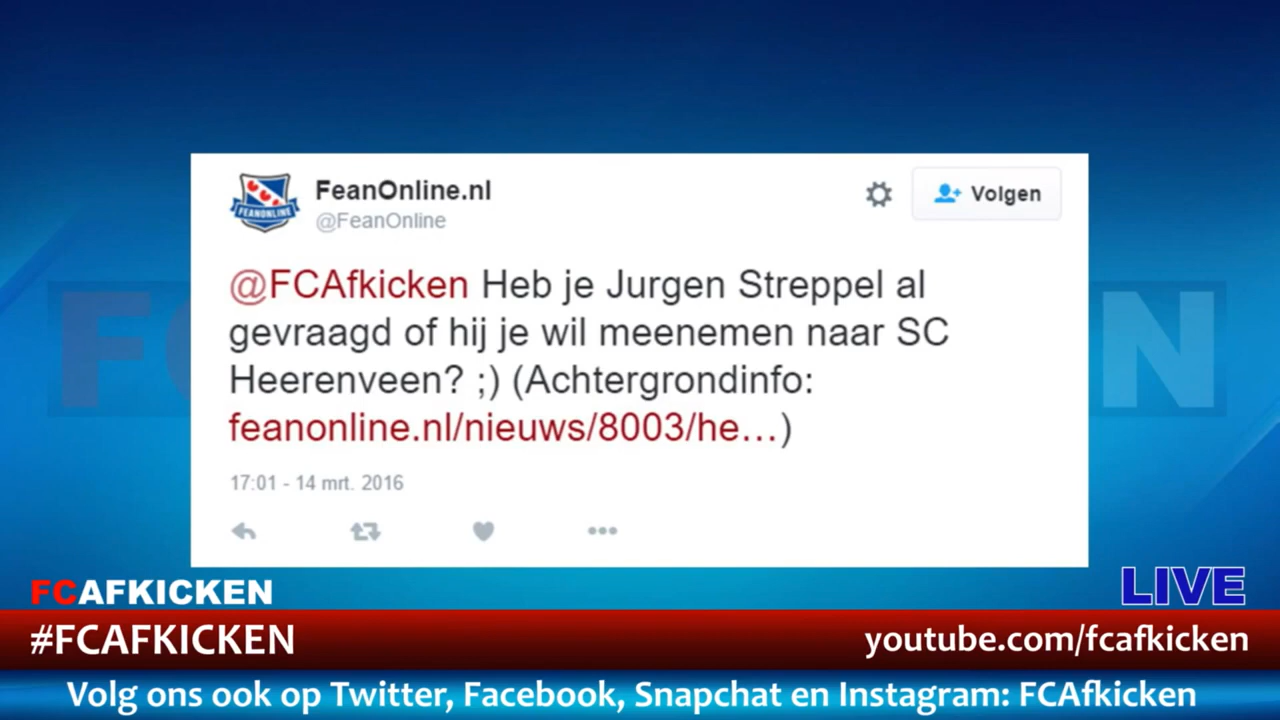 FEANONLINE
FeanOnline.nl
@FeanOnline
Volgen
@FCAfkicken Heb je Jurgen Streppel al
gevraagd of hij je wil meenemen naar SC
Heerenveen? ;) (Achtergrondinfo:
feanonline.nl/nieuws/8003/he...)
17:01 - 14 mrt. 2016
FC
N
FCAFKICKEN
LIVE
#FCAFKICKEN
youtube.com/fcafkicken
Volg ons ook op Twitter, Facebook, Snapchat en Instagram: FCAfkicken